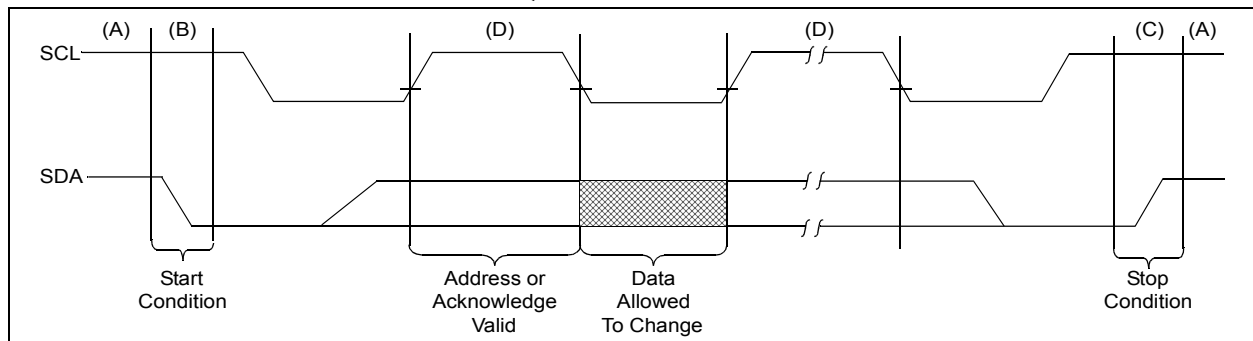 (A) (B) (D) (D) (C) (A)
SCL
SDA
Start
Condition
Address or
Acknowledge
Valid
Data
Allowed
To Change
Stop
Condition